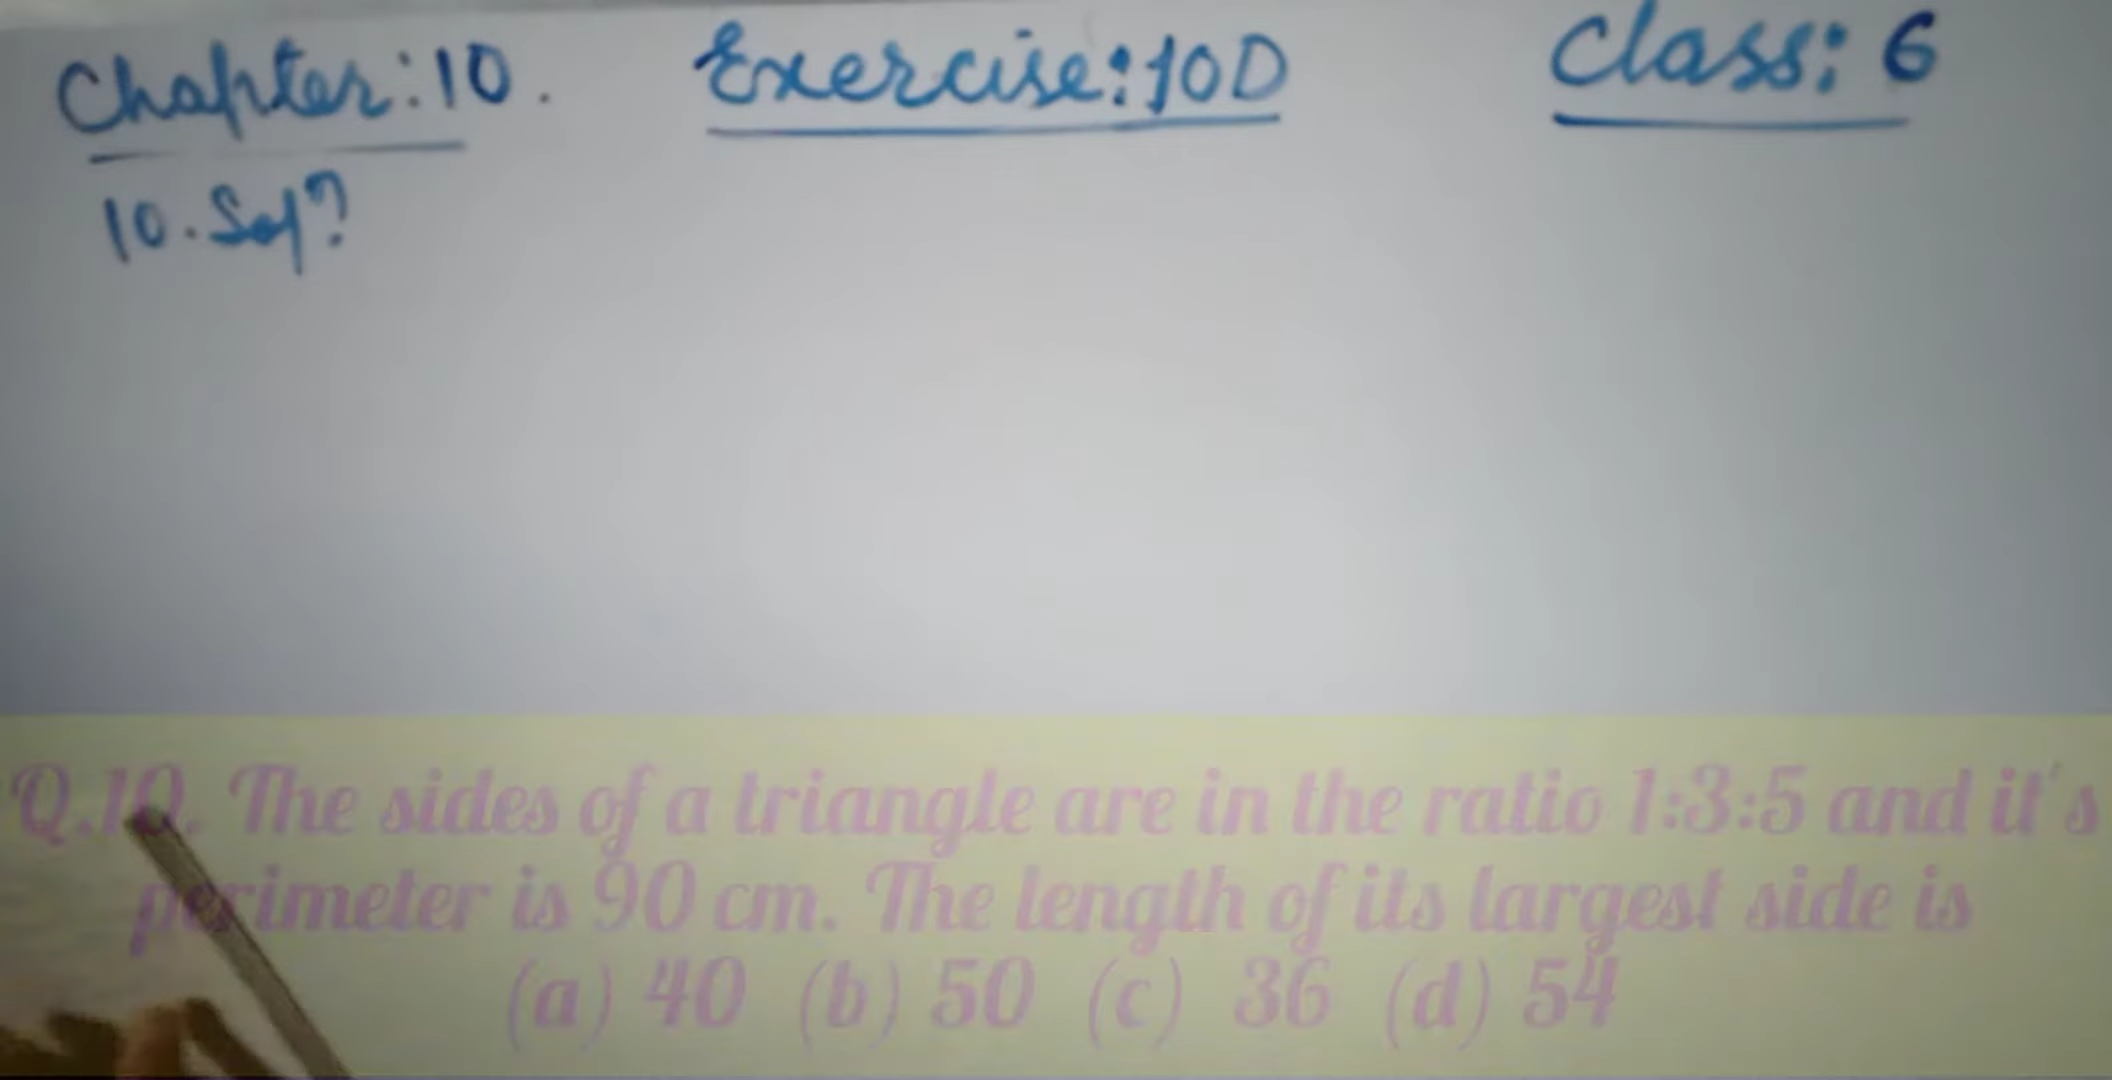 Chapter: 10. Exercise: 10D Class: 6
10. Sol?
Q.10. The sides of a triangle are in the ratio 1:3:5 and it's
perimeter is 90 cm. The length of its largest side is
(a) 40 (b) 50 (c) 36 (d) 54